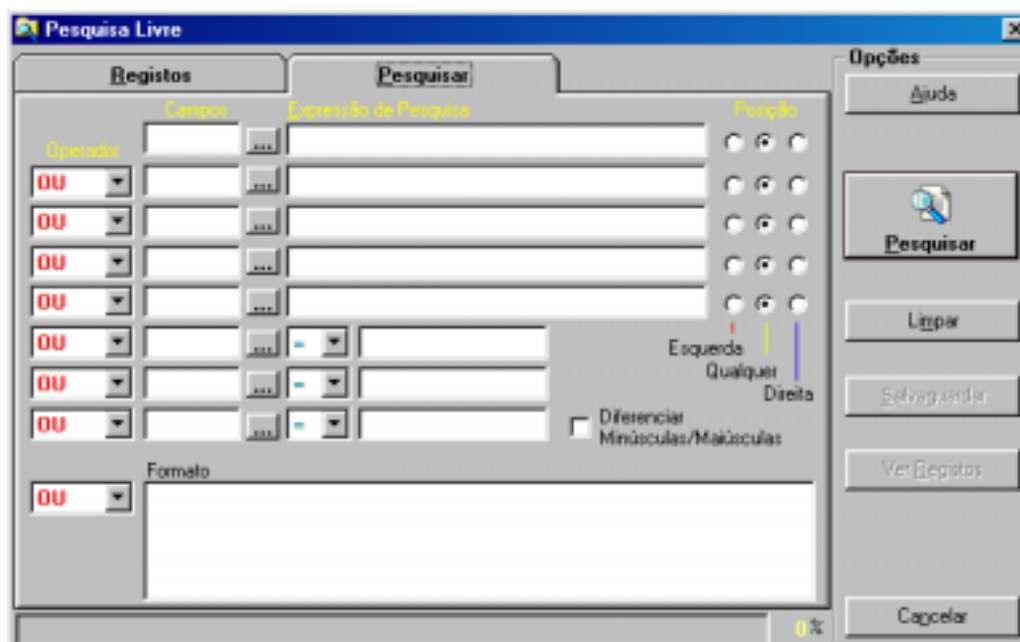 Pesquisa Livre
Registos
Pesquisar
Opções
Ajuda
Campos
Expressão de Pesquisa
Posição
Operador
...
OU
...
OU
...
OU
...
OU
...
OU
... =
OU
... =
OU
... =
Esquerda
Qualquer
Direita
Diferenciar
Minúsculas/Maiúsculas
Formato
OU
0 %
Pesquisar
Limpar
Salvaguardar
Ver Registos
Cancelar